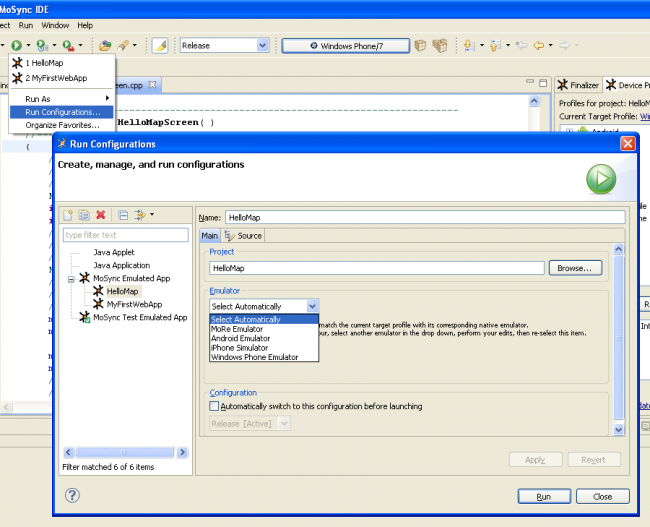 MoSync IDE
ect Run Window Help
Release
Windows Phone/7
1 HelloMap
2 MyFirstWebApp
Run As
Run Configurations...
Organize Favorites...
een.cpp
HelloMapScreen( )
Finalizer
Device Pr
Profiles for project: HelloM
Current Target Profile: Win
Android
Run Configurations
Create, manage, and run configurations
type filter text
Java Applet
Java Application
MoSync Emulated App
HelloMap
MyFirstWebApp
MoSync Test Emulated App
Filter matched 6 of 6 items
Name: HelloMap
Main
Source
Project
HelloMap
Browse...
Emulator
Select Automatically
Select Automatically
MoRe Emulator
Android Emulator
iPhone Simulator
Windows Phone Emulator
match the current target profile with its corresponding native emulator.
our, select another emulator in the drop down, perform your edits, then re-select this item.
Configuration
Automatically switch to this configuration before launching
Release [Active]
Apply
Revert
Run
Close